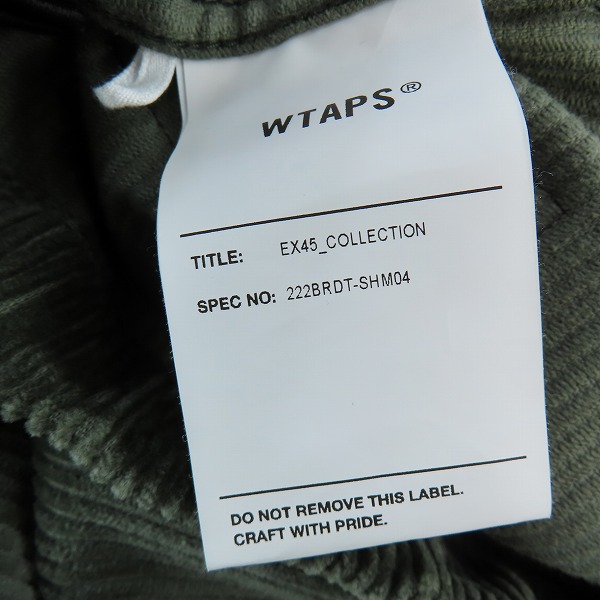 WTAPS®
TITLE: EX45_COLLECTION
SPEC NO: 222BRDT-SHM04
DO NOT REMOVE THIS LABEL.
CRAFT WITH PRIDE.